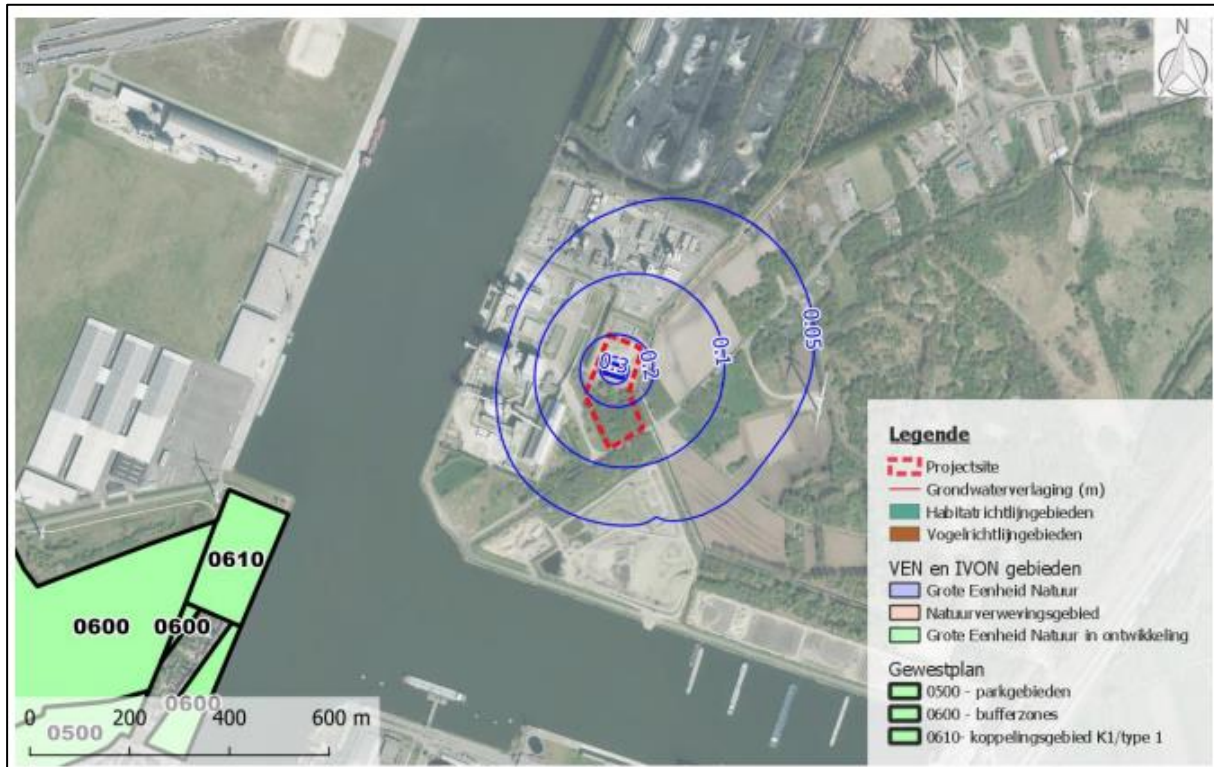 N
0.05
0.1
0.2
0.3
0610
0600
0600
0600
0500
0 200 400 600 m
Legende
Projectsite
Grondwaterverlaging (m)
Habitatrichtlijngebieden
Vogelrichtlijngebieden
VEN en IVON gebieden
Grote Eenheid Natuur
Natuurverwevingsgebied
Grote Eenheid Natuur in ontwikkeling
Gewestplan
0500 - parkgebieden
0600 - bufferzones
0610- koppelingsgebied K1/type 1